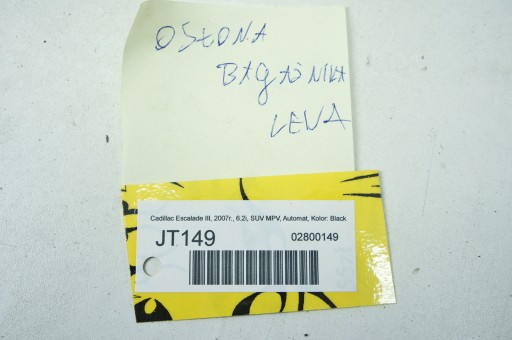 OSŁONA
BAGAŻNIKA
LEWA
Cadillac Escalade III, 2007r., 6.2i, SUV MPV, Automat, Kolor: Black
JT149
02800149